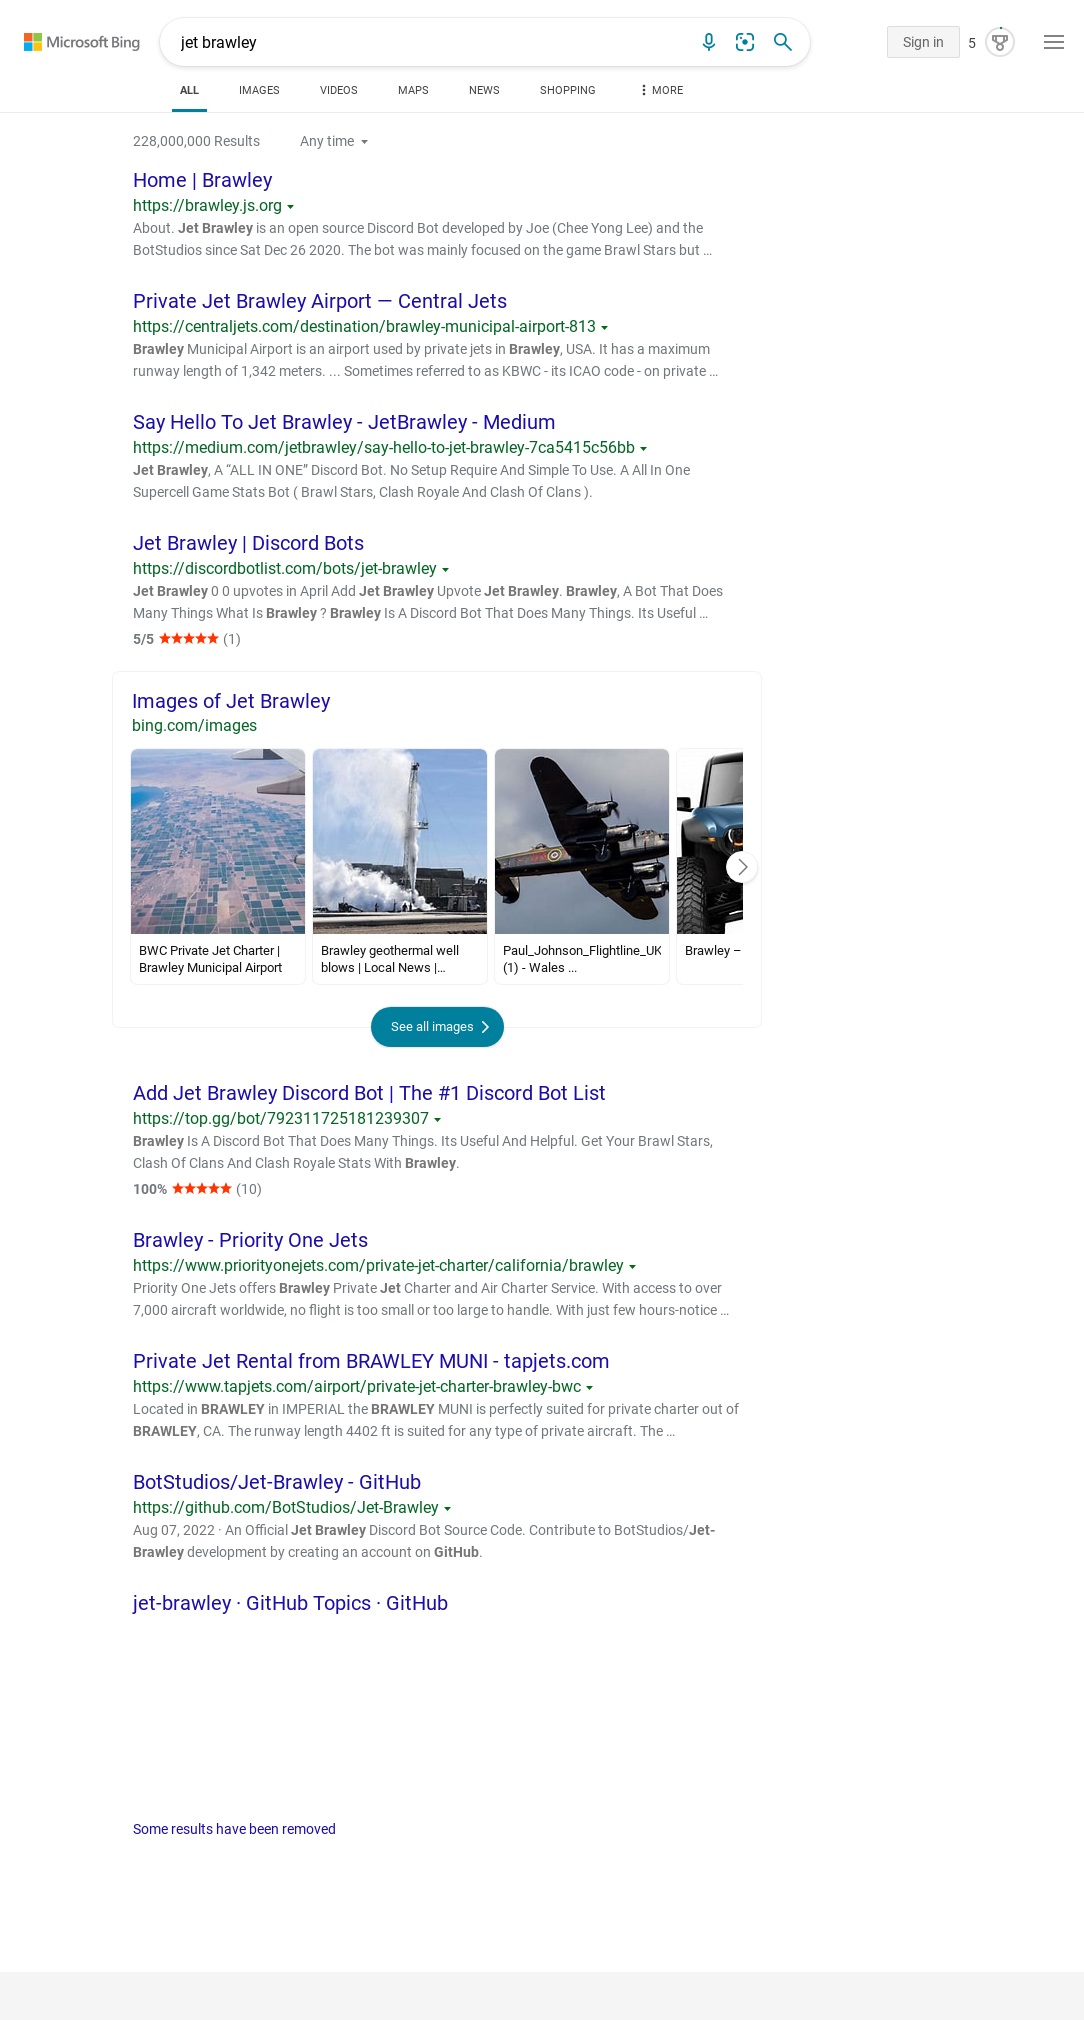 Microsoft Bing
jet brawley
Sign in
5
ALL
IMAGES
VIDEOS
MAPS
NEWS
SHOPPING
MORE
228,000,000 Results
Any time
Home | Brawley
https://brawley.js.org
About. Jet Brawley is an open source Discord Bot developed by Joe (Chee Yong Lee) and the
BotStudios since Sat Dec 26 2020. The bot was mainly focused on the game Brawl Stars but …
Private Jet Brawley Airport — Central Jets
https://centraljets.com/destination/brawley-municipal-airport-813
Brawley Municipal Airport is an airport used by private jets in Brawley, USA. It has a maximum
runway length of 1,342 meters. ... Sometimes referred to as KBWC - its ICAO code - on private …
Say Hello To Jet Brawley - JetBrawley - Medium
https://medium.com/jetbrawley/say-hello-to-jet-brawley-7ca5415c56bb
Jet Brawley, A “ALL IN ONE” Discord Bot. No Setup Require And Simple To Use. A All In One
Supercell Game Stats Bot ( Brawl Stars, Clash Royale And Clash Of Clans ).
Jet Brawley | Discord Bots
https://discordbotlist.com/bots/jet-brawley
Jet Brawley 0 0 upvotes in April Add Jet Brawley Upvote Jet Brawley. Brawley, A Bot That Does
Many Things What Is Brawley ? Brawley Is A Discord Bot That Does Many Things. Its Useful …
5/5 ★★★★★ (1)
Images of Jet Brawley
bing.com/images
BWC Private Jet Charter |
Brawley Municipal Airport
Brawley geothermal well
blows | Local News |…
Paul_Johnson_Flightline_UK
(1) - Wales ...
Brawley –
See all images
Add Jet Brawley Discord Bot | The #1 Discord Bot List
https://top.gg/bot/792311725181239307
Brawley Is A Discord Bot That Does Many Things. Its Useful And Helpful. Get Your Brawl Stars,
Clash Of Clans And Clash Royale Stats With Brawley.
100% ★★★★★ (10)
Brawley - Priority One Jets
https://www.priorityonejets.com/private-jet-charter/california/brawley
Priority One Jets offers Brawley Private Jet Charter and Air Charter Service. With access to over
7,000 aircraft worldwide, no flight is too small or too large to handle. With just few hours-notice …
Private Jet Rental from BRAWLEY MUNI - tapjets.com
https://www.tapjets.com/airport/private-jet-charter-brawley-bwc
Located in BRAWLEY in IMPERIAL the BRAWLEY MUNI is perfectly suited for private charter out of
BRAWLEY, CA. The runway length 4402 ft is suited for any type of private aircraft. The …
BotStudios/Jet-Brawley - GitHub
https://github.com/BotStudios/Jet-Brawley
Aug 07, 2022 · An Official Jet Brawley Discord Bot Source Code. Contribute to BotStudios/Jet-
Brawley development by creating an account on GitHub.
jet-brawley · GitHub Topics · GitHub
Some results have been removed